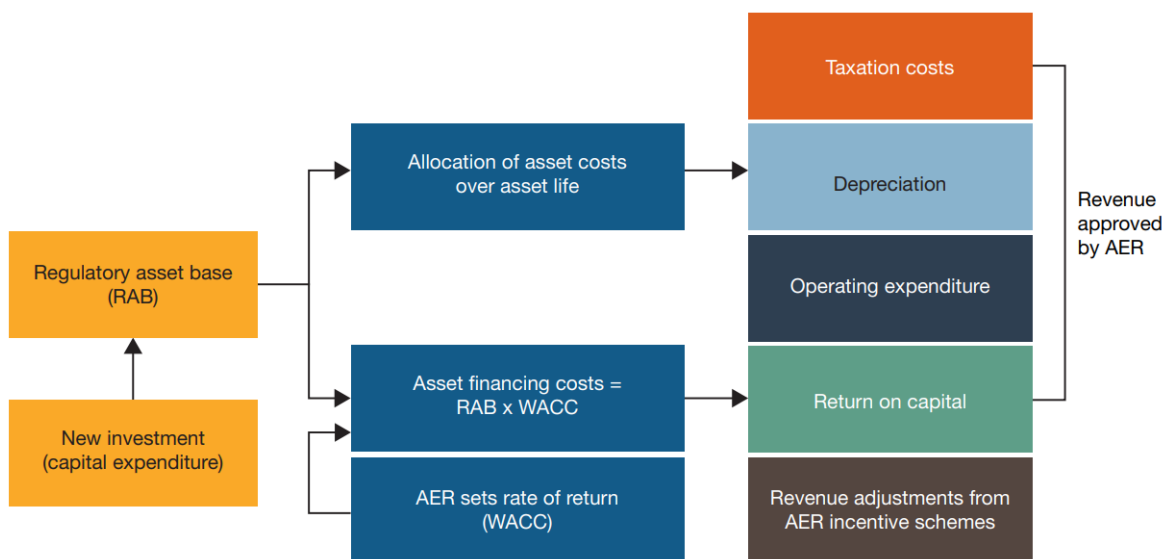 Taxation costs
Allocation of asset costs
over asset life
Depreciation
Revenue
approved
by AER
Regulatory asset base
(RAB)
Operating expenditure
Asset financing costs =
RAB x WACC
Return on capital
New investment
(capital expenditure)
AER sets rate of return
(WACC)
Revenue adjustments from
AER incentive schemes